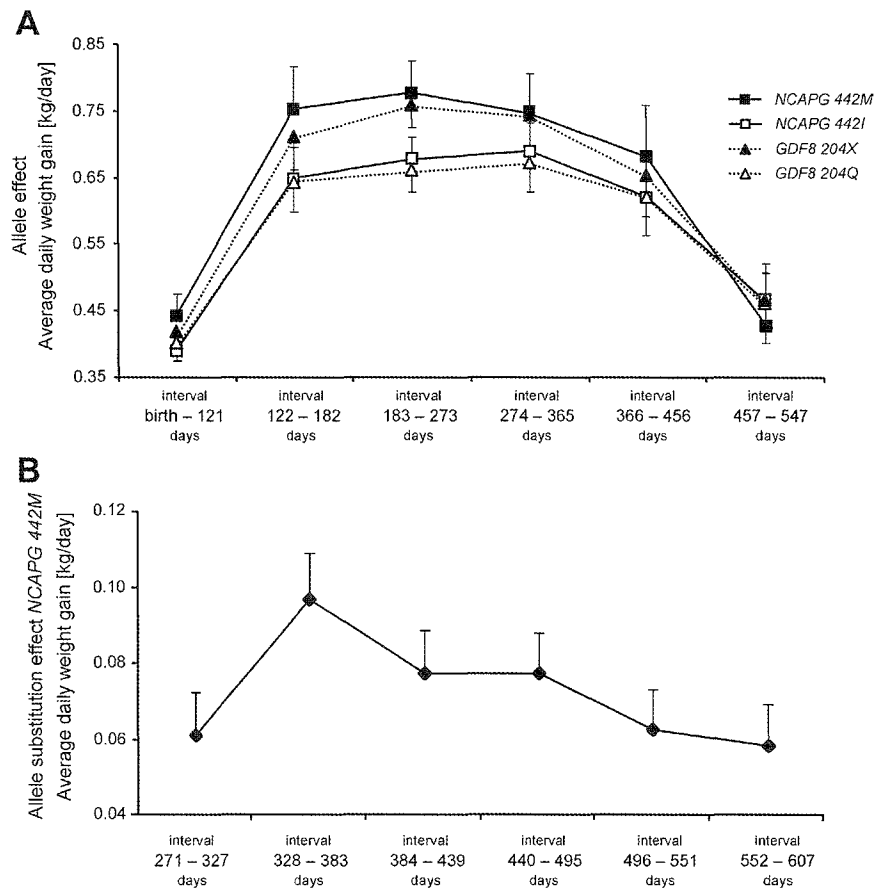 A
Allele effect
Average daily weight gain [kg/day]
0.85
0.75
0.65
0.55
0.45
0.35
NCAPG 442M
NCAPG 442I
GDF8 204X
GDF8 204Q
interval
birth – 121
days
interval
122 – 182
days
interval
183 – 273
days
interval
274 – 365
days
interval
366 – 456
days
interval
457 – 547
days
B
Allele substitution effect NCAPG 442M
Average daily weight gain [kg/day]
0.12
0.10
0.08
0.06
0.04
interval
271 – 327
days
interval
328 – 383
days
interval
384 – 439
days
interval
440 – 495
days
interval
496 – 551
days
interval
552 – 607
days